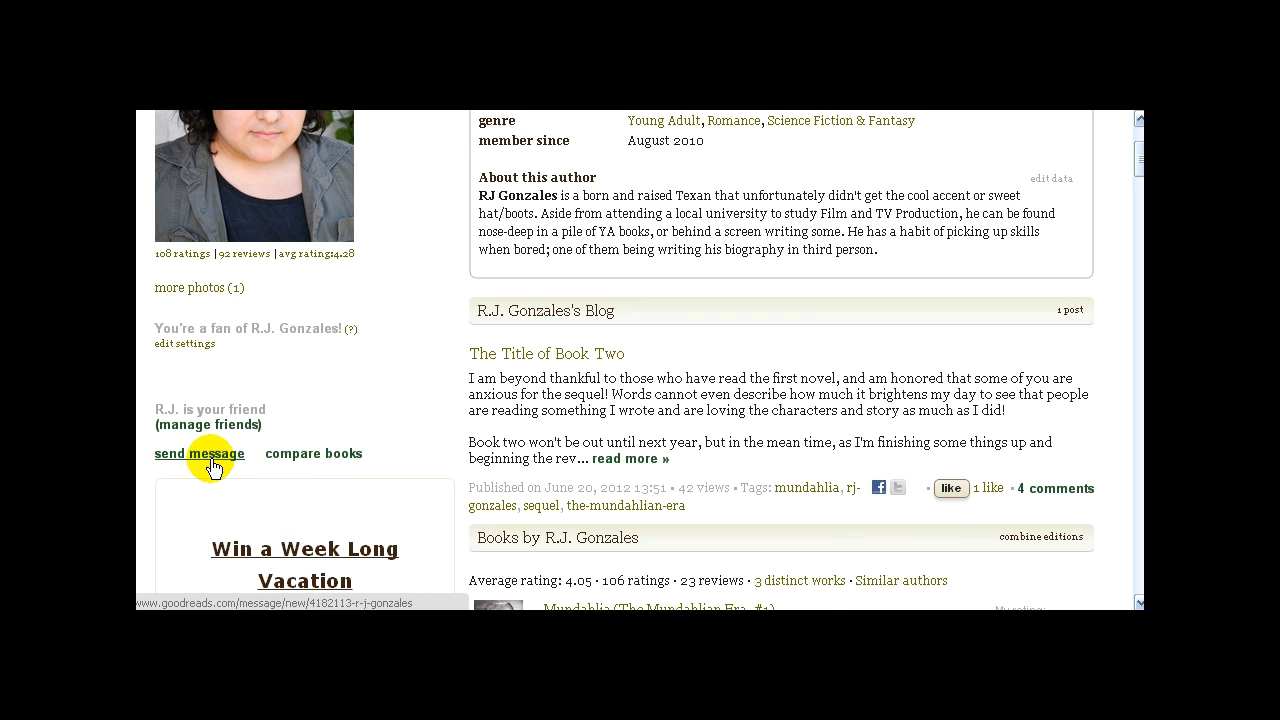 genre Young Adult, Romance, Science Fiction & Fantasy
member since August 2010
About this author edit data
RJ Gonzales is a born and raised Texan that unfortunately didn't get the cool accent or sweet
hat/boots. Aside from attending a local university to study Film and TV Production, he can be found
nose-deep in a pile of YA books, or behind a screen writing some. He has a habit of picking up skills
when bored; one of them being writing his biography in third person.
108 ratings | 92 reviews | avg rating:4.28
more photos (1)
You're a fan of R.J. Gonzales! (?)
edit settings
R.J. is your friend
(manage friends)
send message compare books
Win a Week Long
Vacation
R.J. Gonzales's Blog 1 post
The Title of Book Two
I am beyond thankful to those who have read the first novel, and am honored that some of you are
anxious for the sequel! Words cannot even describe how much it brightens my day to see that people
are reading something I wrote and are loving the characters and story as much as I did!
Book two won't be out until next year, but in the mean time, as I'm finishing some things up and
beginning the rev... read more »
Published on June 20, 2012 13:51 • 42 views • Tags: mundahlia, rj-
gonzales, sequel, the-mundahlian-era
• like 1 like • 4 comments
Books by R.J. Gonzales combine editions
Average rating: 4.05 · 106 ratings · 23 reviews · 3 distinct works · Similar authors
Mundahlia (The Mundahlian Era, #1)
My rating:
www.goodreads.com/message/new/4182113-r-j-gonzales